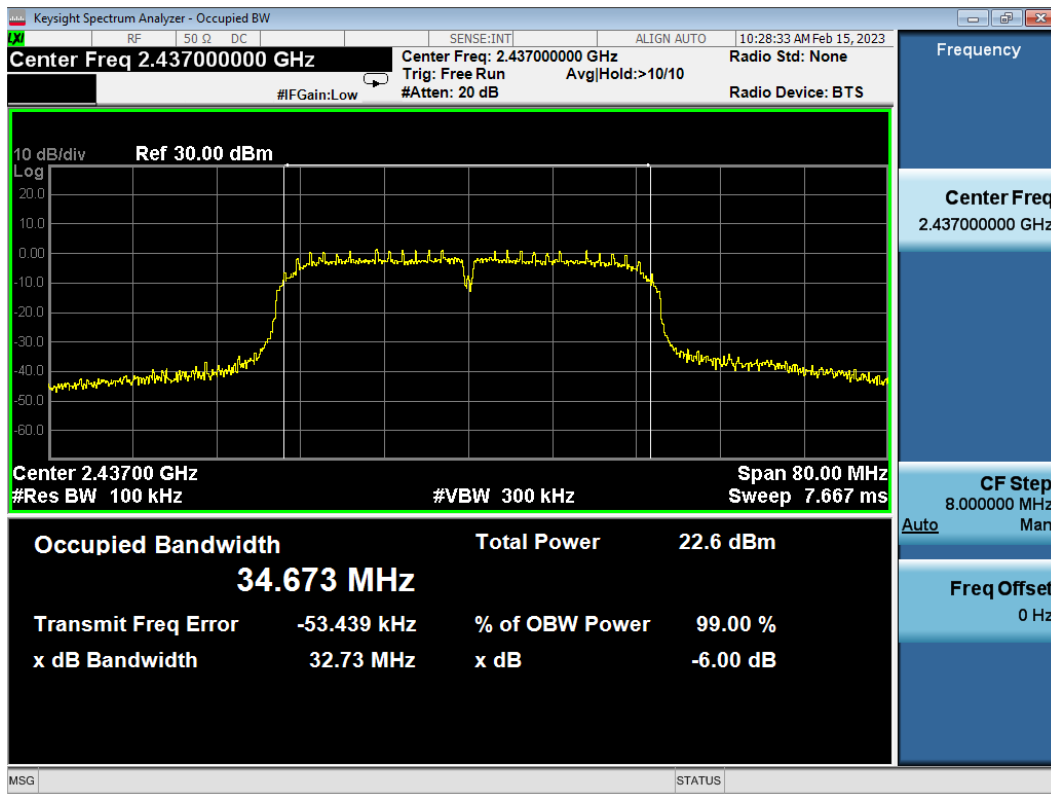 Keysight Spectrum Analyzer - Occupied BW
LXI RF 50 Ω DC SENSE:INT ALIGN AUTO 10:28:33 AM Feb 15, 2023
Center Freq 2.437000000 GHz
Center Freq: 2.437000000 GHz
Radio Std: None
Trig: Free Run Avg|Hold:>10/10
#IFGain:Low
#Atten: 20 dB
Radio Device: BTS
Frequency
10 dB/div Ref 30.00 dBm
Log
20.0
10.0
0.00
-10.0
-20.0
-30.0
-40.0
-50.0
-60.0
Center 2.43700 GHz Span 80.00 MHz
#Res BW 100 kHz #VBW 300 kHz Sweep 7.667 ms
Occupied Bandwidth Total Power 22.6 dBm
34.673 MHz
Transmit Freq Error -53.439 kHz % of OBW Power 99.00 %
x dB Bandwidth 32.73 MHz x dB -6.00 dB
Center Freq
2.437000000 GHz
CF Step
8.000000 MHz
Auto Man
Freq Offset
0 Hz
MSG STATUS